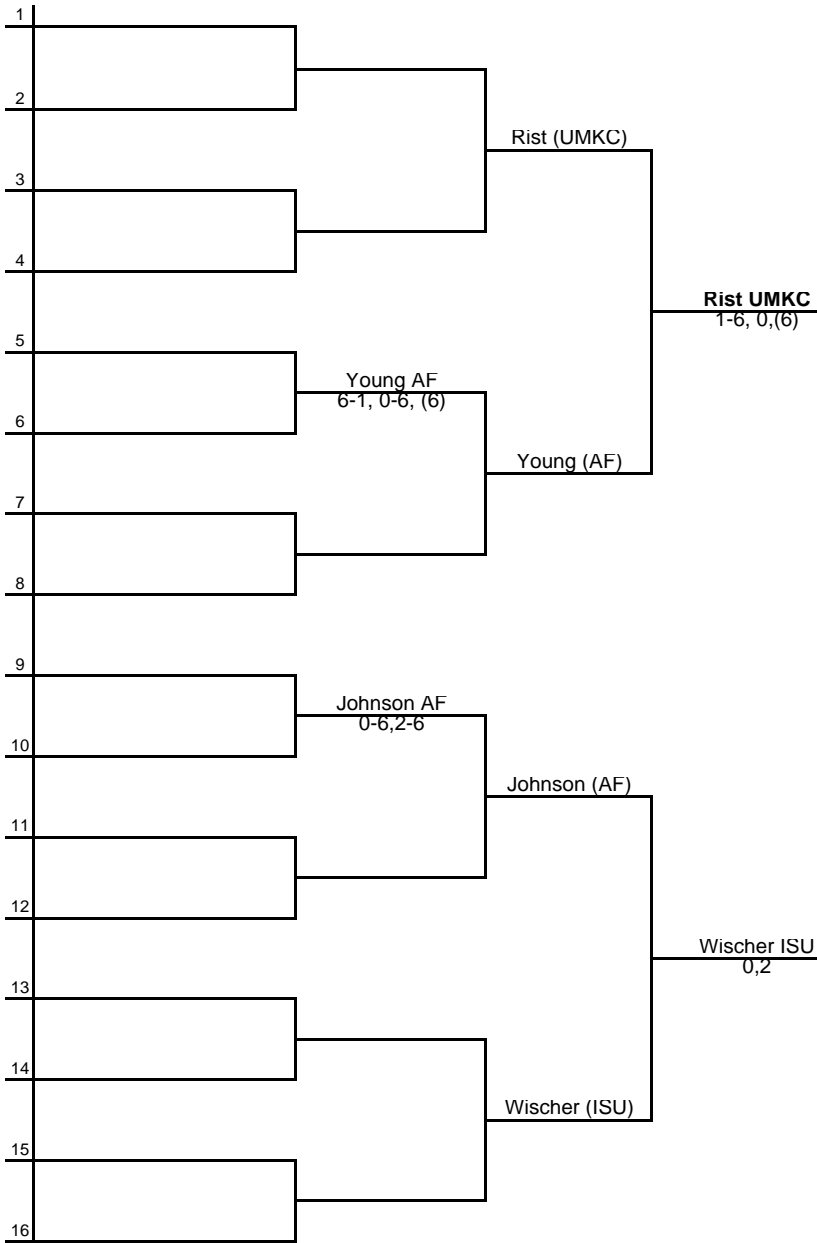 1
2
Rist (UMKC)
3
4
Rist UMKC
1-6, 0,(6)
5
Young AF
6-1, 0-6, (6)
6
Young (AF)
7
8
9
Johnson AF
0-6,2-6
10
Johnson (AF)
11
12
Wischer ISU
0,2
13
14
Wischer (ISU)
15
16